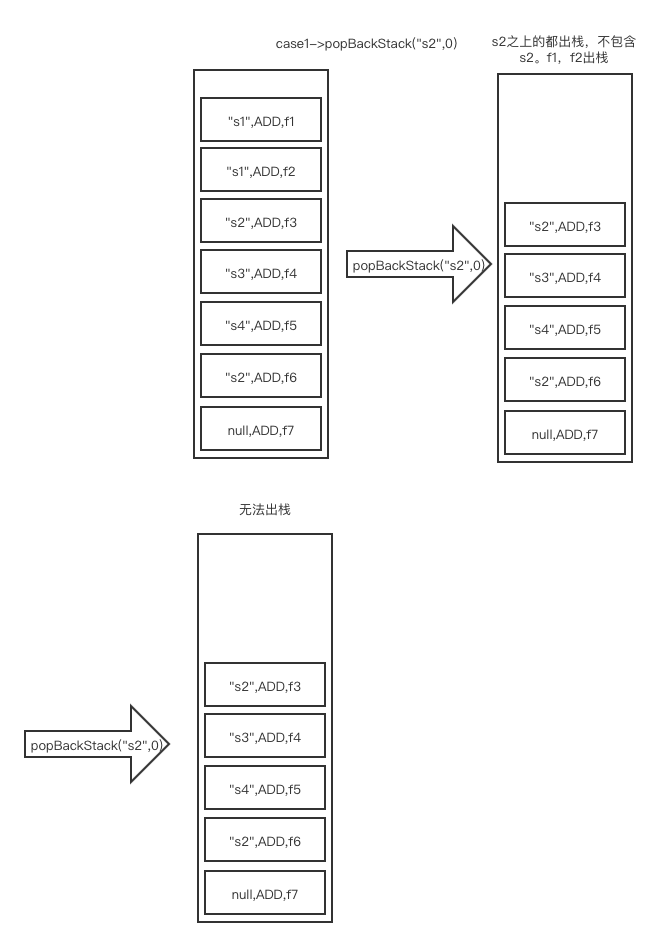 case1->popBackStack("s2",0)
s2之上的都出栈，不包含
s2。f1，f2出栈
"s1",ADD,f1
"s1",ADD,f2
"s2",ADD,f3
"s3",ADD,f4
"s4",ADD,f5
"s2",ADD,f6
null,ADD,f7
popBackStack("s2",0)
"s2",ADD,f3
"s3",ADD,f4
"s4",ADD,f5
"s2",ADD,f6
null,ADD,f7
无法出栈
popBackStack("s2",0)
"s2",ADD,f3
"s3",ADD,f4
"s4",ADD,f5
"s2",ADD,f6
null,ADD,f7